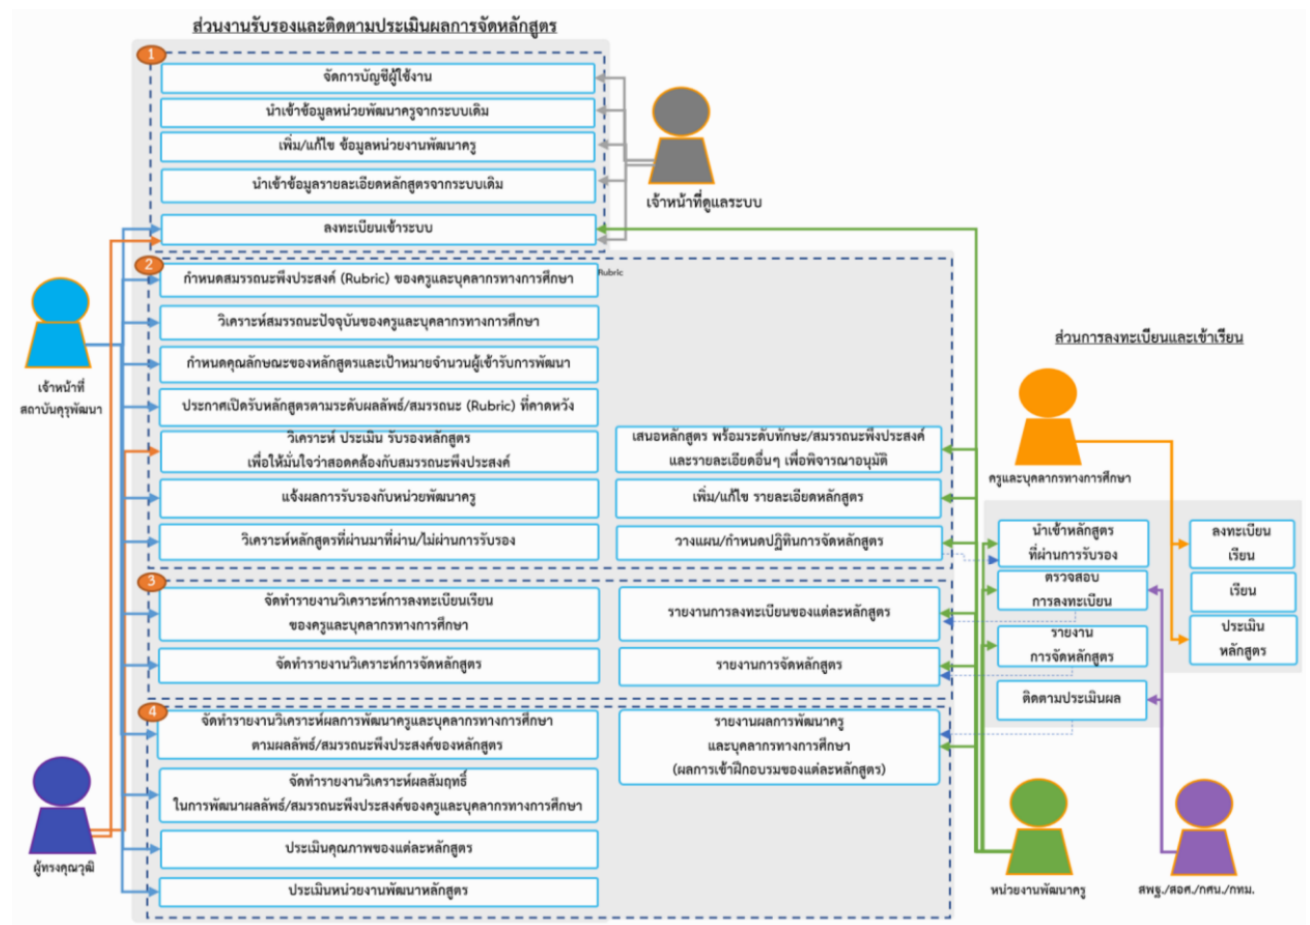 ส่วนงานรับรองและติดตามประเมินผลการจัดหลักสูตร
1
จัดการบัญชีผู้ใช้งาน
นำเข้าข้อมูลหน่วยพัฒนาครูจากระบบเดิม
เพิ่ม/แก้ไข ข้อมูลหน่วยงานพัฒนาครู
นำเข้าข้อมูลรายละเอียดหลักสูตรจากระบบเดิม
ลงทะเบียนเข้าระบบ
เจ้าหน้าที่ดูแลระบบ
2
กำหนดสมรรถนะพึงประสงค์ (Rubric) ของครูและบุคลากรทางการศึกษา
Rubric
วิเคราะห์สมรรถนะปัจจุบันของครูและบุคลากรทางการศึกษา
กำหนดคุณลักษณะของหลักสูตรและเป้าหมายจำนวนผู้เข้ารับการพัฒนา
ประกาศเปิดรับหลักสูตรตามระดับผลลัพธ์/สมรรถนะ (Rubric) ที่คาดหวัง
วิเคราะห์ ประเมิน รับรองหลักสูตร
เพื่อให้มั่นใจว่าสอดคล้องกับสมรรถนะพึงประสงค์
แจ้งผลการรับรองกับหน่วยพัฒนาครู
วิเคราะห์หลักสูตรที่ผ่านมาที่ผ่าน/ไม่ผ่านการรับรอง
เสนอหลักสูตร พร้อมระดับทักษะ/สมรรถนะพึงประสงค์
และรายละเอียดอื่นๆ เพื่อพิจารณาอนุมัติ
เพิ่ม/แก้ไข รายละเอียดหลักสูตร
วางแผน/กำหนดปฏิทินการจัดหลักสูตร
เจ้าหน้าที่
สถาบันคุรุพัฒนา
3
จัดทำรายงานวิเคราะห์การลงทะเบียนเรียน
ของครูและบุคลากรทางการศึกษา
จัดทำรายงานวิเคราะห์การจัดหลักสูตร
รายงานการลงทะเบียนของแต่ละหลักสูตร
รายงานการจัดหลักสูตร
4
จัดทำรายงานวิเคราะห์ผลการพัฒนาครูและบุคลากรทางการศึกษา
ตามผลลัพธ์/สมรรถนะพึงประสงค์ของหลักสูตร
จัดทำรายงานวิเคราะห์ผลสัมฤทธิ์
ในการพัฒนาผลลัพธ์/สมรรถนะพึงประสงค์ของครูและบุคลากรทางการศึกษา
ประเมินคุณภาพของแต่ละหลักสูตร
ประเมินหน่วยงานพัฒนาหลักสูตร
รายงานผลการพัฒนาครู
และบุคลากรทางการศึกษา
(ผลการเข้าฝึกอบรมของแต่ละหลักสูตร)
ผู้ทรงคุณวุฒิ
ส่วนการลงทะเบียนและเข้าเรียน
ครูและบุคลากรทางการศึกษา
นำเข้าหลักสูตร
ที่ผ่านการรับรอง
ตรวจสอบ
การลงทะเบียน
รายงาน
การจัดหลักสูตร
ติดตามประเมินผล
ลงทะเบียน
เรียน
เรียน
ประเมิน
หลักสูตร
หน่วยงานพัฒนาครู
สพฐ./สอศ./กศน./กทม.